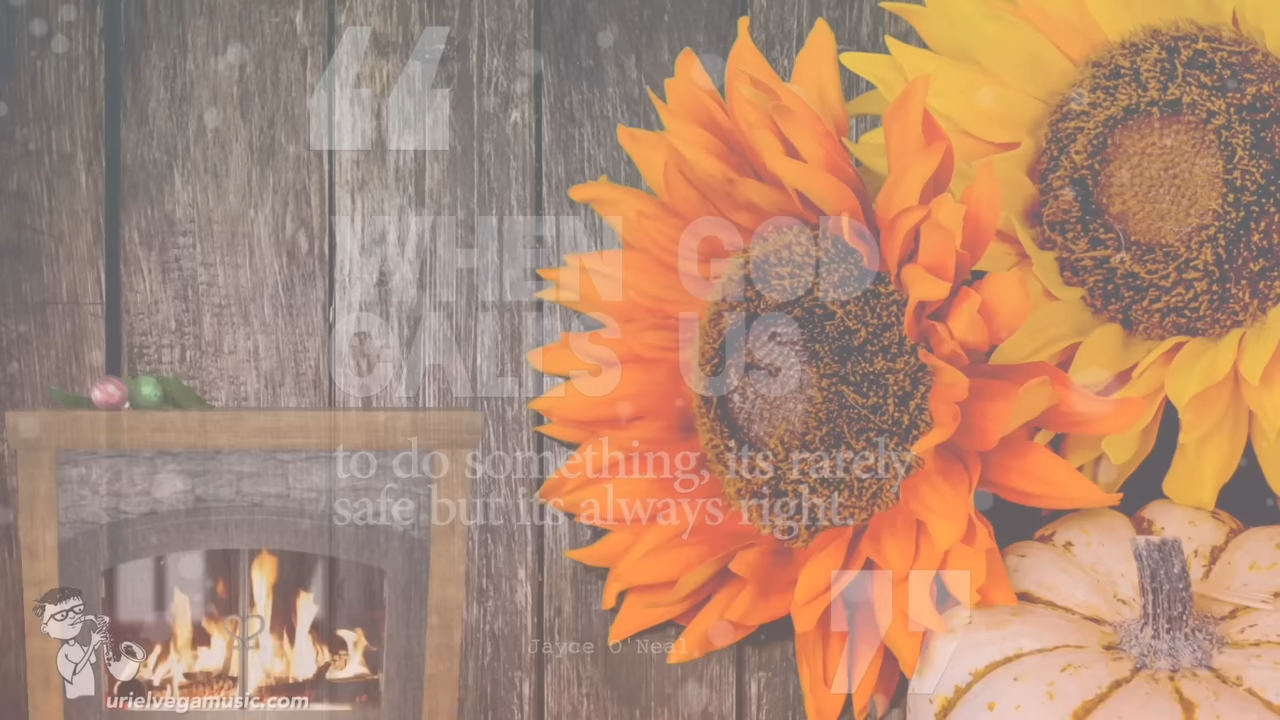 “
WHEN GOD
CALLS US
to do something, its rarely
safe but its always right
”
Jayce O'Neal
urielvegamusic.com